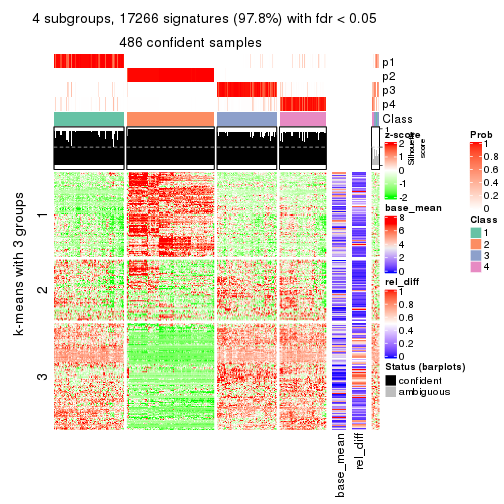 4 subgroups, 17266 signatures (97.8%) with fdr < 0.05
486 confident samples
p1
p2
p3
p4
Class
1
Silhouette
score
z-score
2
1
0
-1
-2
base_mean
8
6
4
2
0
rel_diff
1
0.8
0.6
0.4
0.2
0
Status (barplots)
confident
ambiguous
Prob
1
0.8
0.6
0.4
0.2
0
Class
1
2
3
4
k-means with 3 groups
1
2
3
base_mean
rel_diff